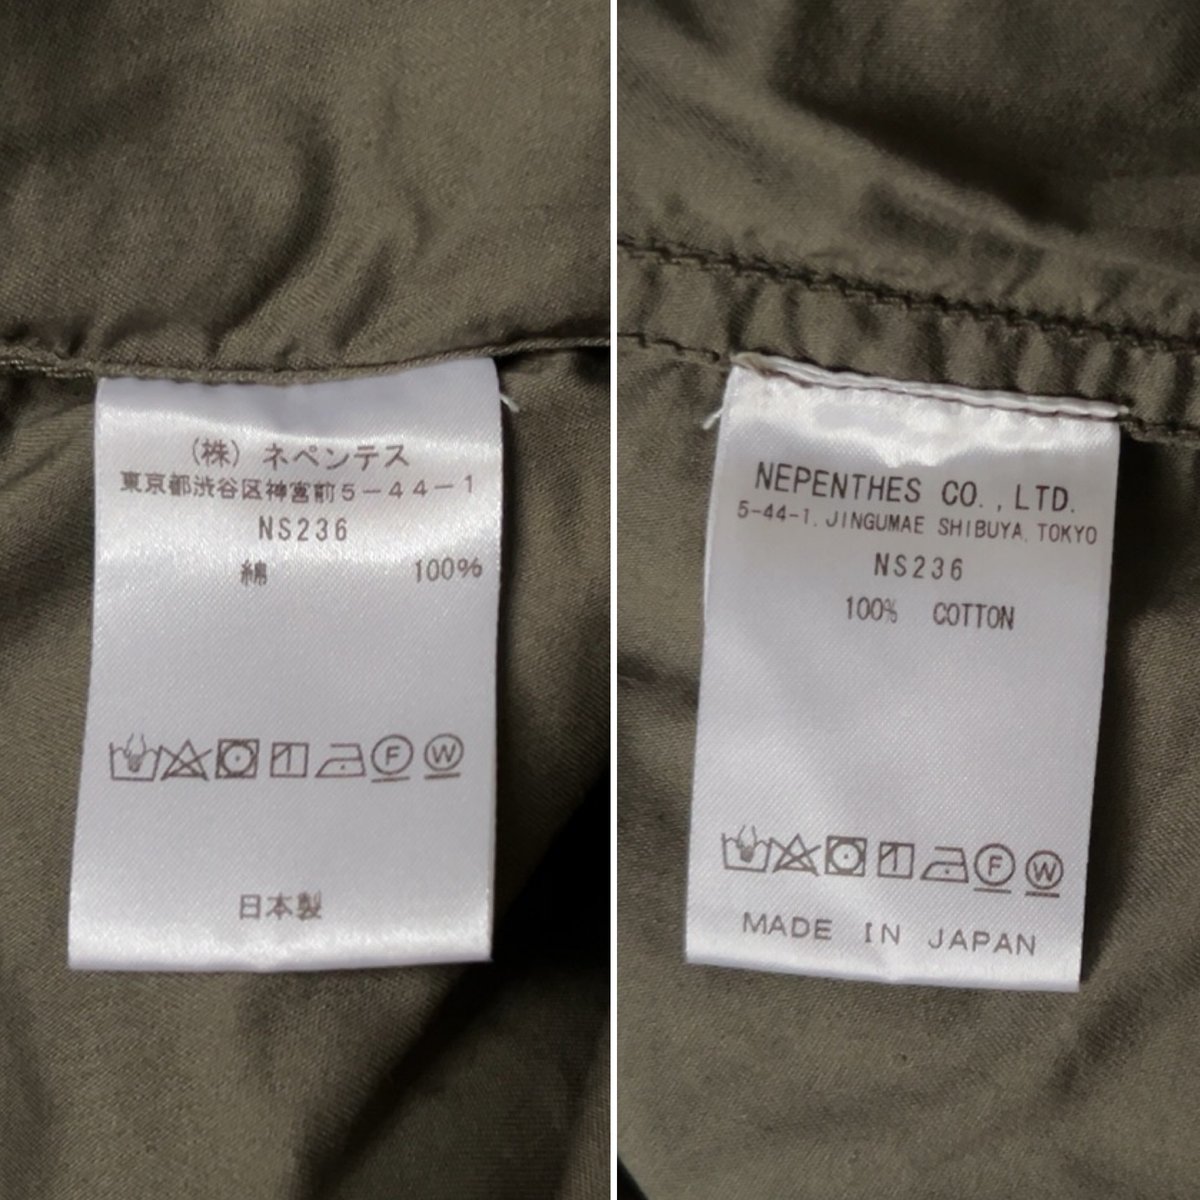 (株) ネペンテス
東京都渋谷区神宮前5-44-1
NS236
綿 100%
F W
日本製
NEPENTHES CO.,LTD.
5-44-1. JINGUMAE SHIBUYA. TOKYO
NS236
100% COTTON
F W
MADE IN JAPAN